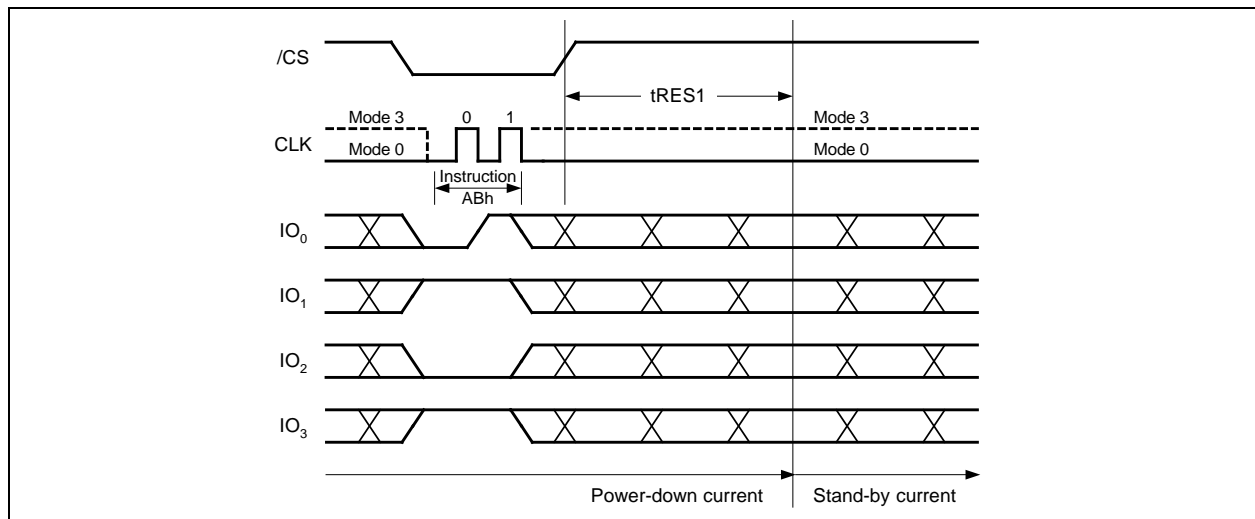 /CS
tRES1
Mode 3 0 1 Mode 3
CLK
Mode 0 Mode 0
Instruction
ABh
IO₀
IO₁
IO₂
IO₃
Power-down current Stand-by current